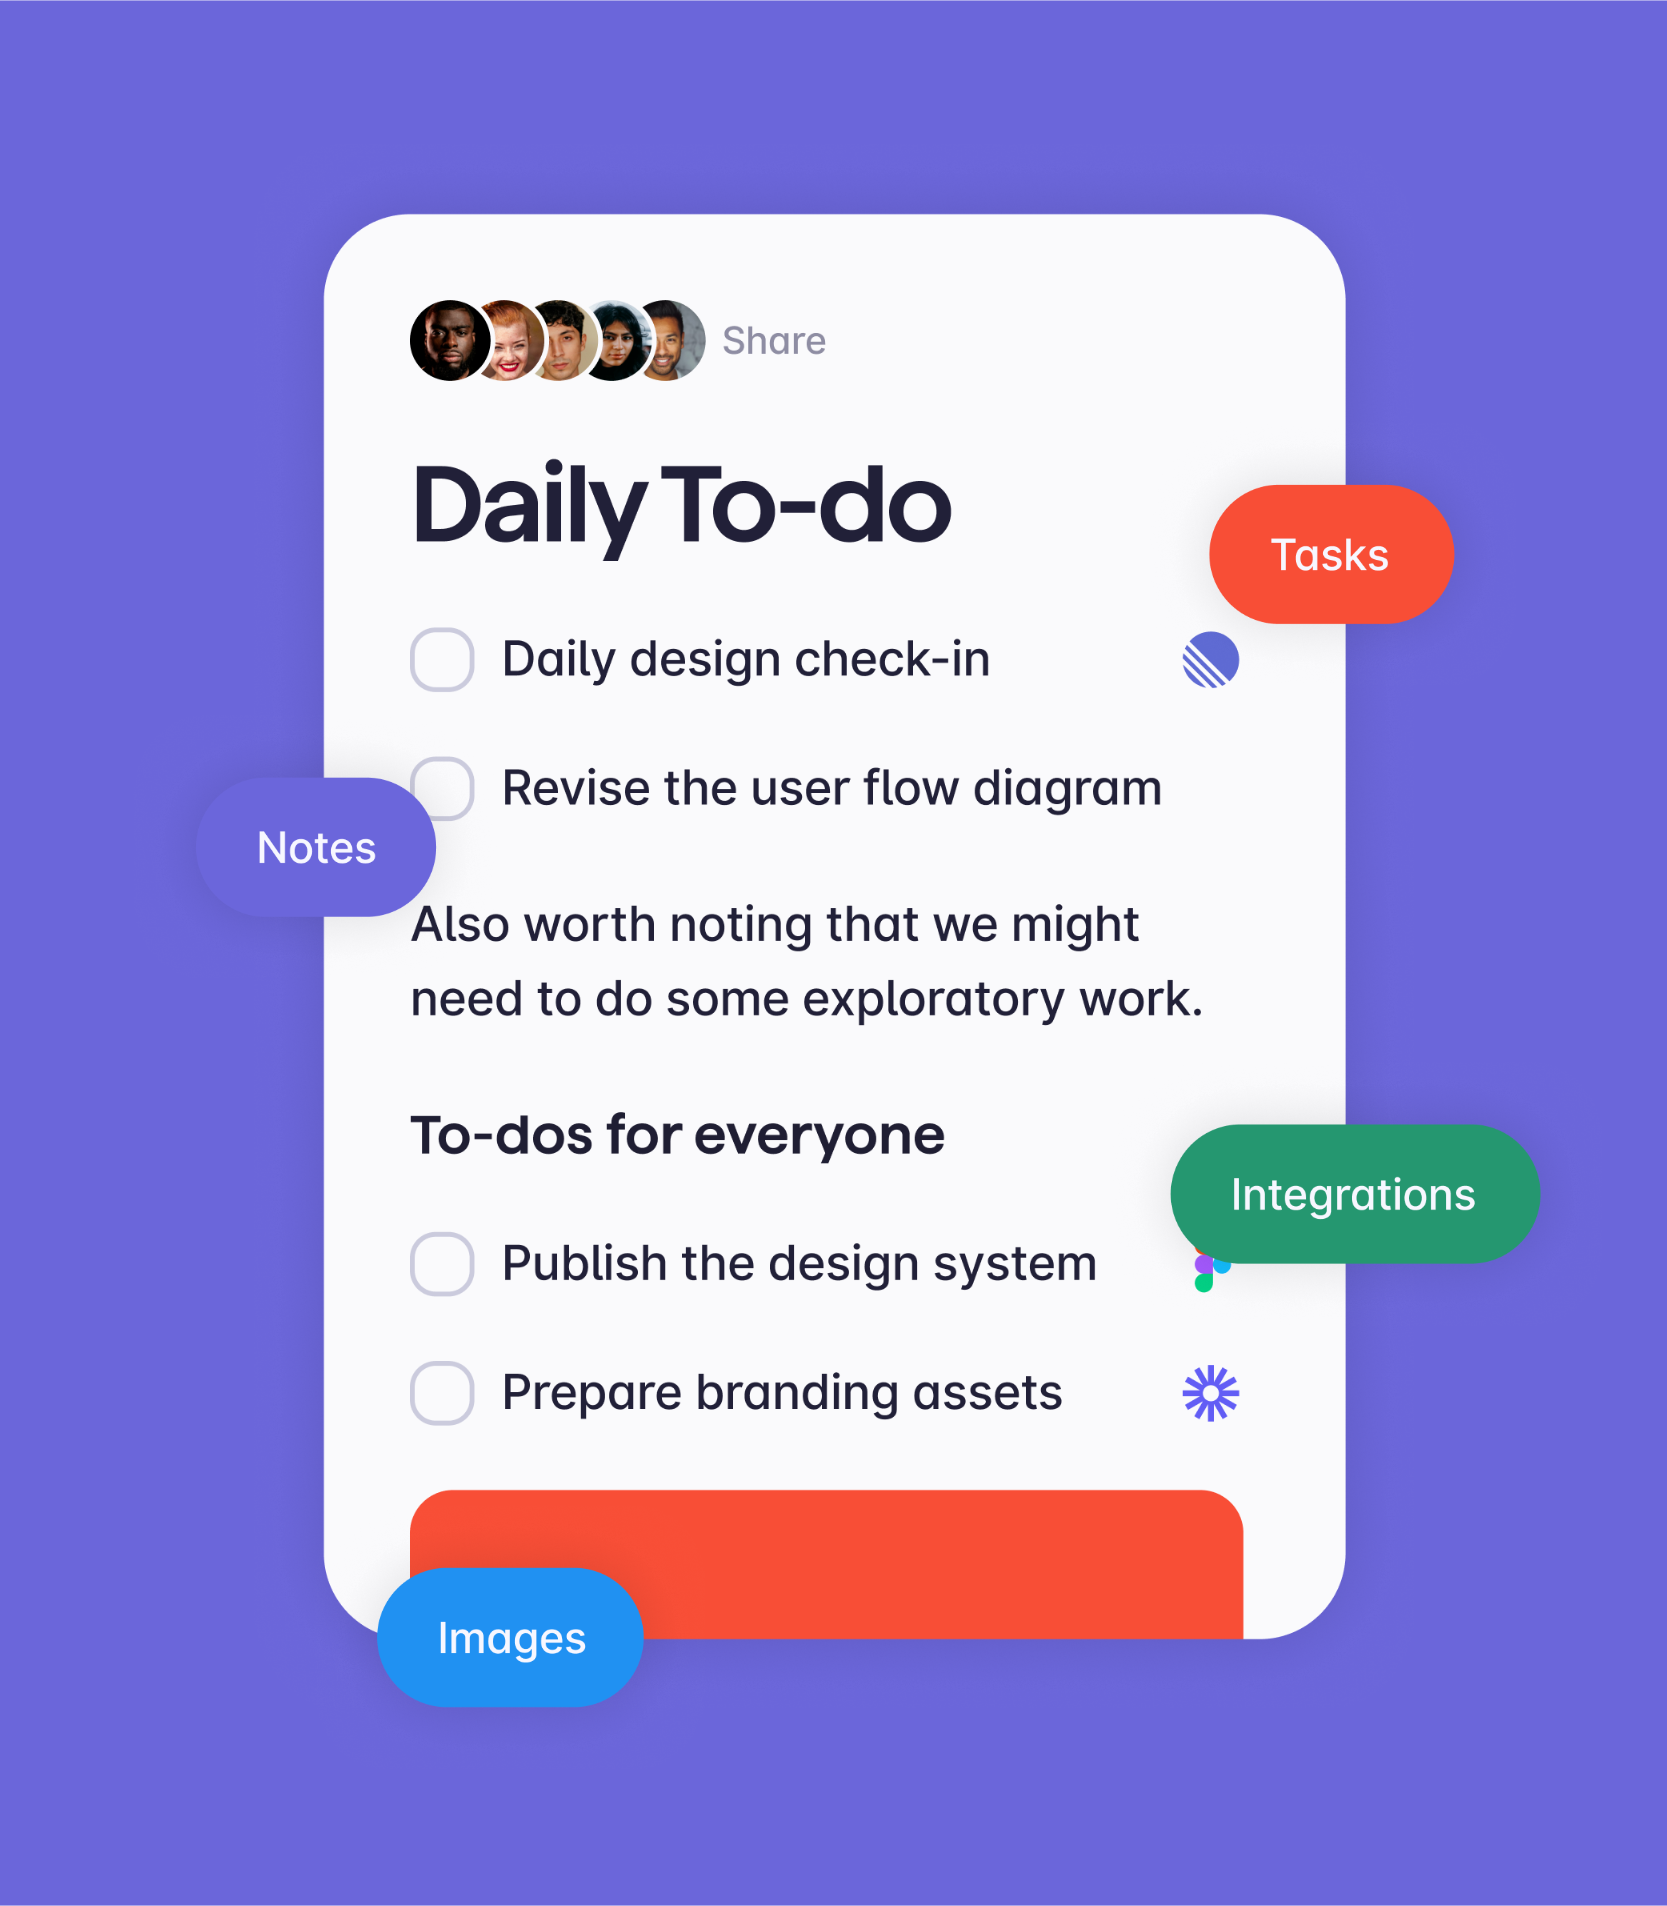 Share
Daily To-do
Tasks
Daily design check-in
Revise the user flow diagram
Notes
Also worth noting that we might
need to do some exploratory work.
To-dos for everyone
Integrations
Publish the design system
Prepare branding assets
Images